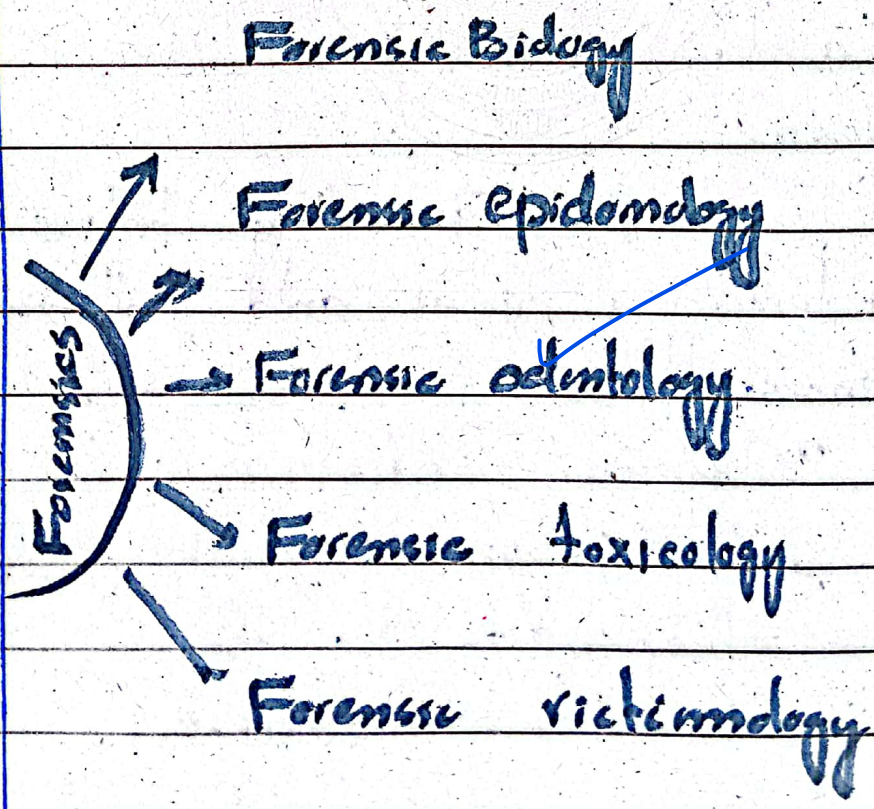 Forensic Biology
Forensic epidomology
Forensic odontology
Forensics
Forensic toxicology
Forensic victimology